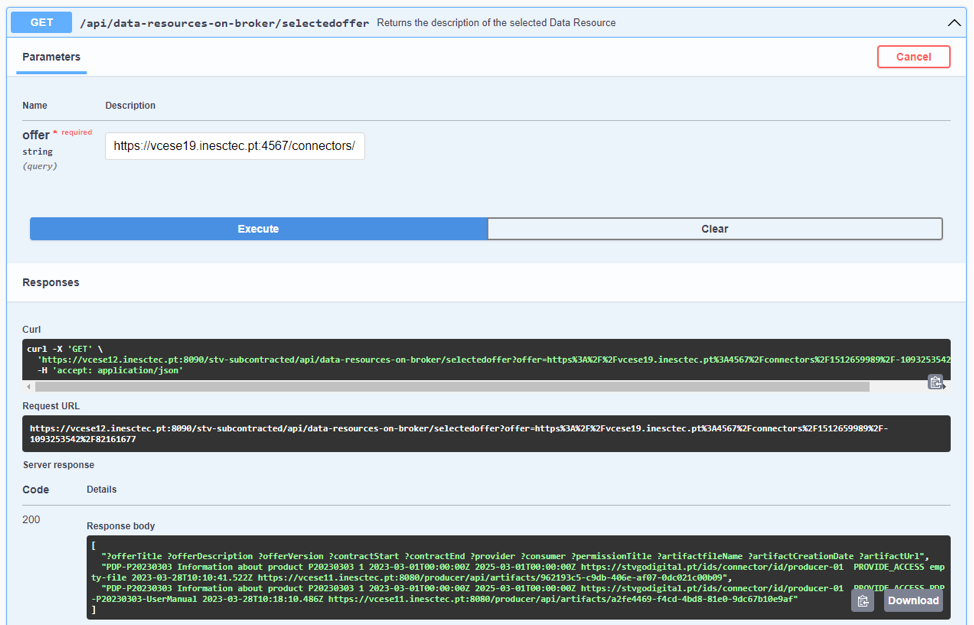 GET /api/data-resources-on-broker/selectedoffer Returns the description of the selected Data Resource
Parameters Cancel
Name Description
offer * required
string
(query)
https://vcese19.inesctec.pt:4567/connectors/
Execute Clear
Responses
Curl
curl -X 'GET' \
'https://vcese12.inesctec.pt:8090/stv-subcontracted/api/data-resources-on-broker/selectedoffer?offer=https%3A%2F%2Fvcese19.inesctec.pt%3A4567%2Fconnectors%2F1512659989%2F-1093253542
-H 'accept: application/json'
Request URL
https://vcese12.inesctec.pt:8090/stv-subcontracted/api/data-resources-on-broker/selectedoffer?offer=https%3A%2F%2Fvcese19.inesctec.pt%3A4567%2Fconnectors%2F1512659989%2F-
1093253542%2F82161677
Server response
Code Details
200
Response body
[
"?offerTitle ?offerDescription ?offerVersion ?contractStart ?contractEnd ?provider ?consumer ?permissionTitle ?artifactfileName ?artifactCreationDate ?artifactUrl",
"PDP-P20230303 Information about product P20230303 1 2023-03-01T00:00:00Z 2025-03-01T00:00:00Z https://stvgodigital.pt/ids/connector/id/producer-01 PROVIDE_ACCESS emp
ty-file 2023-03-28T10:10:41.522Z https://vcese11.inesctec.pt:8080/producer/api/artifacts/962193c5-c9db-406e-af07-0dc021c00b09",
"PDP-P20230303 Information about product P20230303 1 2023-03-01T00:00:00Z 2025-03-01T00:00:00Z https://stvgodigital.pt/ids/connector/id/producer-01 PROVIDE_ACCESS PDP
-P20230303-UserManual 2023-03-28T10:18:10.486Z https://vcese11.inesctec.pt:8080/producer/api/artifacts/a2fe4469-f4cd-4bd8-81e0-9dc67b10e9af"
]
Download